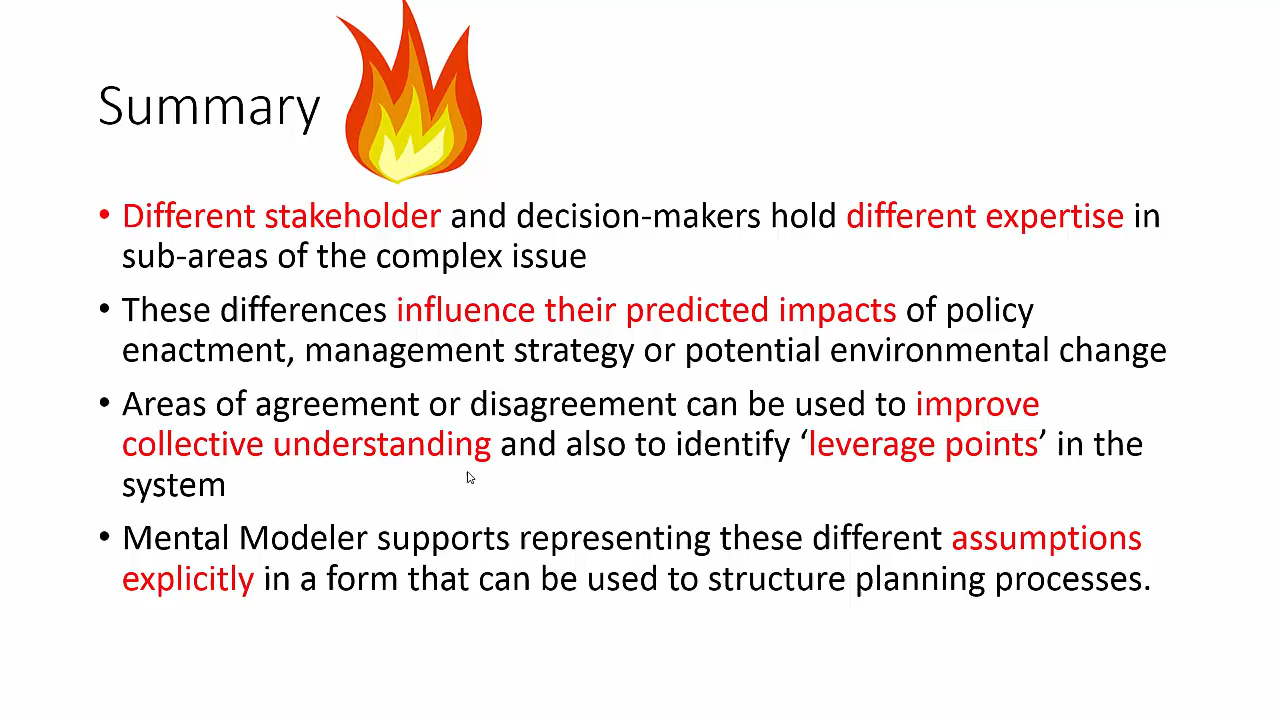 Summary
• Different stakeholder and decision-makers hold different expertise in
sub-areas of the complex issue
• These differences influence their predicted impacts of policy
enactment, management strategy or potential environmental change
• Areas of agreement or disagreement can be used to improve
collective understanding and also to identify ‘leverage points’ in the
system
• Mental Modeler supports representing these different assumptions
explicitly in a form that can be used to structure planning processes.